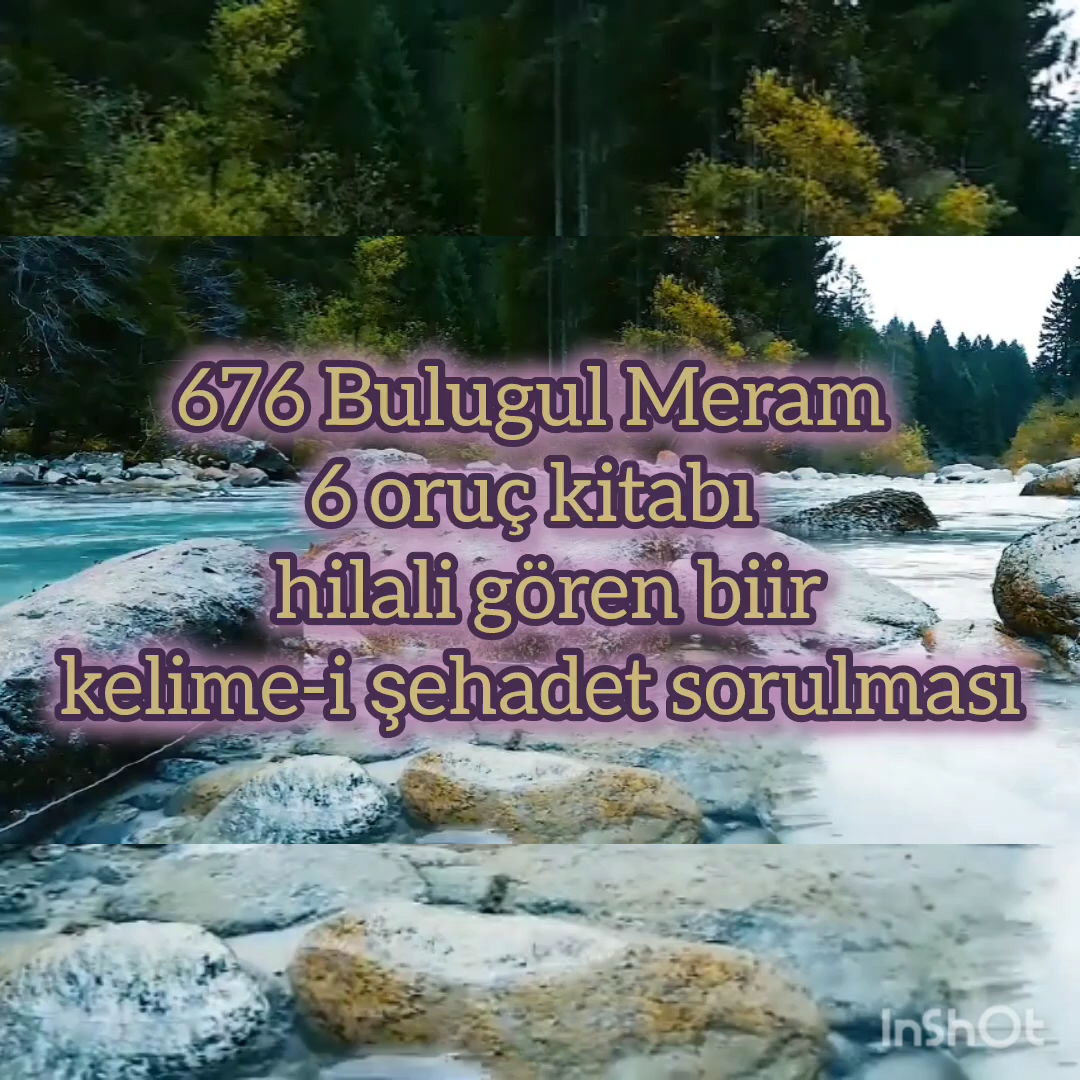 676 Bulugul Meram
6 oruç kitabı
hilali gören biir
kelime-i şehadet sorulması
InShOt